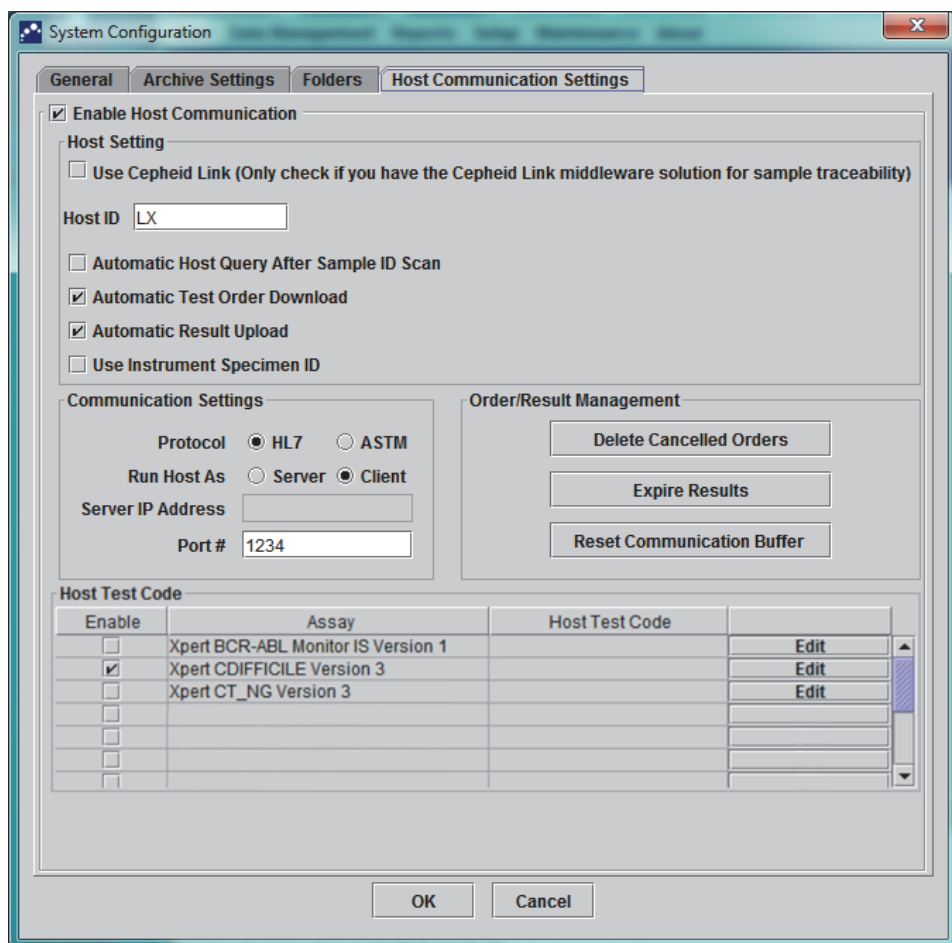 System Configuration
General Archive Settings Folders Host Communication Settings
Enable Host Communication
Host Setting
Use Cepheid Link (Only check if you have the Cepheid Link middleware solution for sample traceability)
Host ID LX
Automatic Host Query After Sample ID Scan
Automatic Test Order Download
Automatic Result Upload
Use Instrument Specimen ID
Communication Settings
Protocol HL7 ASTM
Run Host As Server Client
Server IP Address
Port # 1234
Order/Result Management
Delete Cancelled Orders
Expire Results
Reset Communication Buffer
Host Test Code
Enable Assay Host Test Code
Xpert BCR-ABL Monitor IS Version 1 Edit
Xpert CDIFFICILE Version 3 Edit
Xpert CT_NG Version 3 Edit
OK Cancel